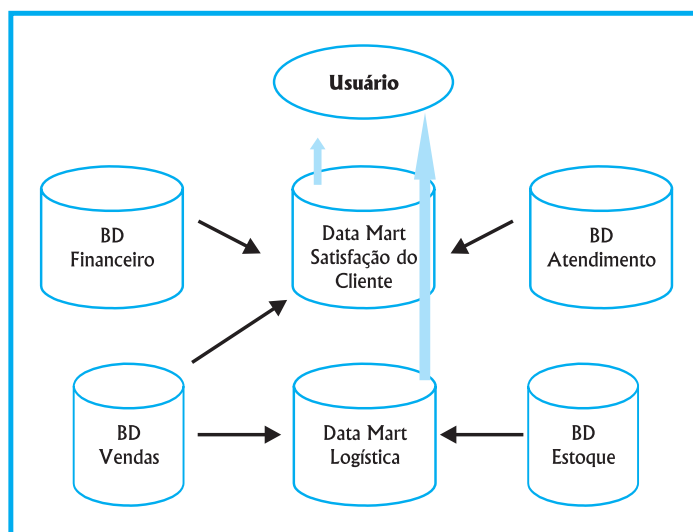 Usuário
BD
Financeiro
Data Mart
Satisfação do
Cliente
BD
Atendimento
BD
Vendas
Data Mart
Logística
BD
Estoque